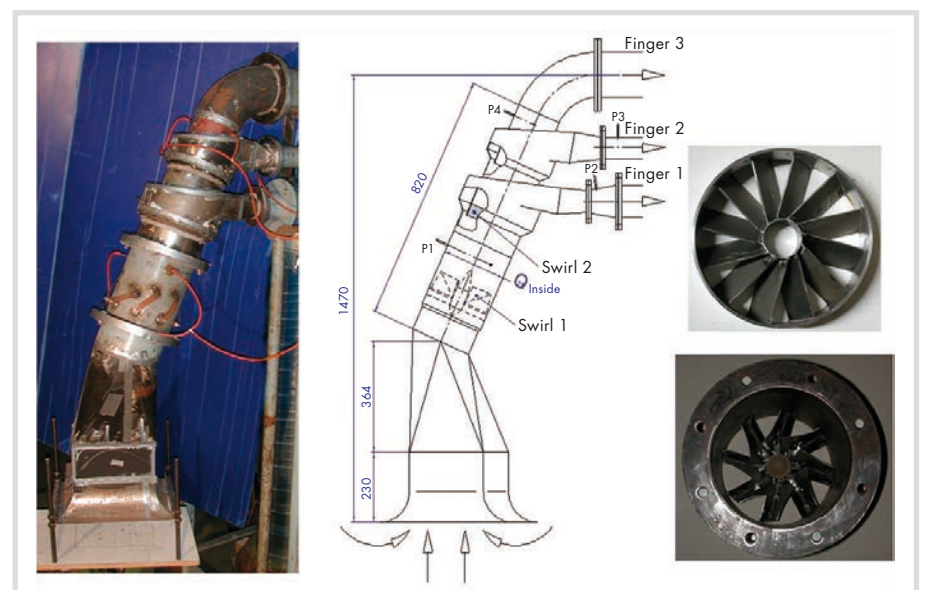 Finger 3
P4
P3
Finger 2
P2
Finger 1
820
P1
Swirl 2
Inside
1470
Swirl 1
364
230